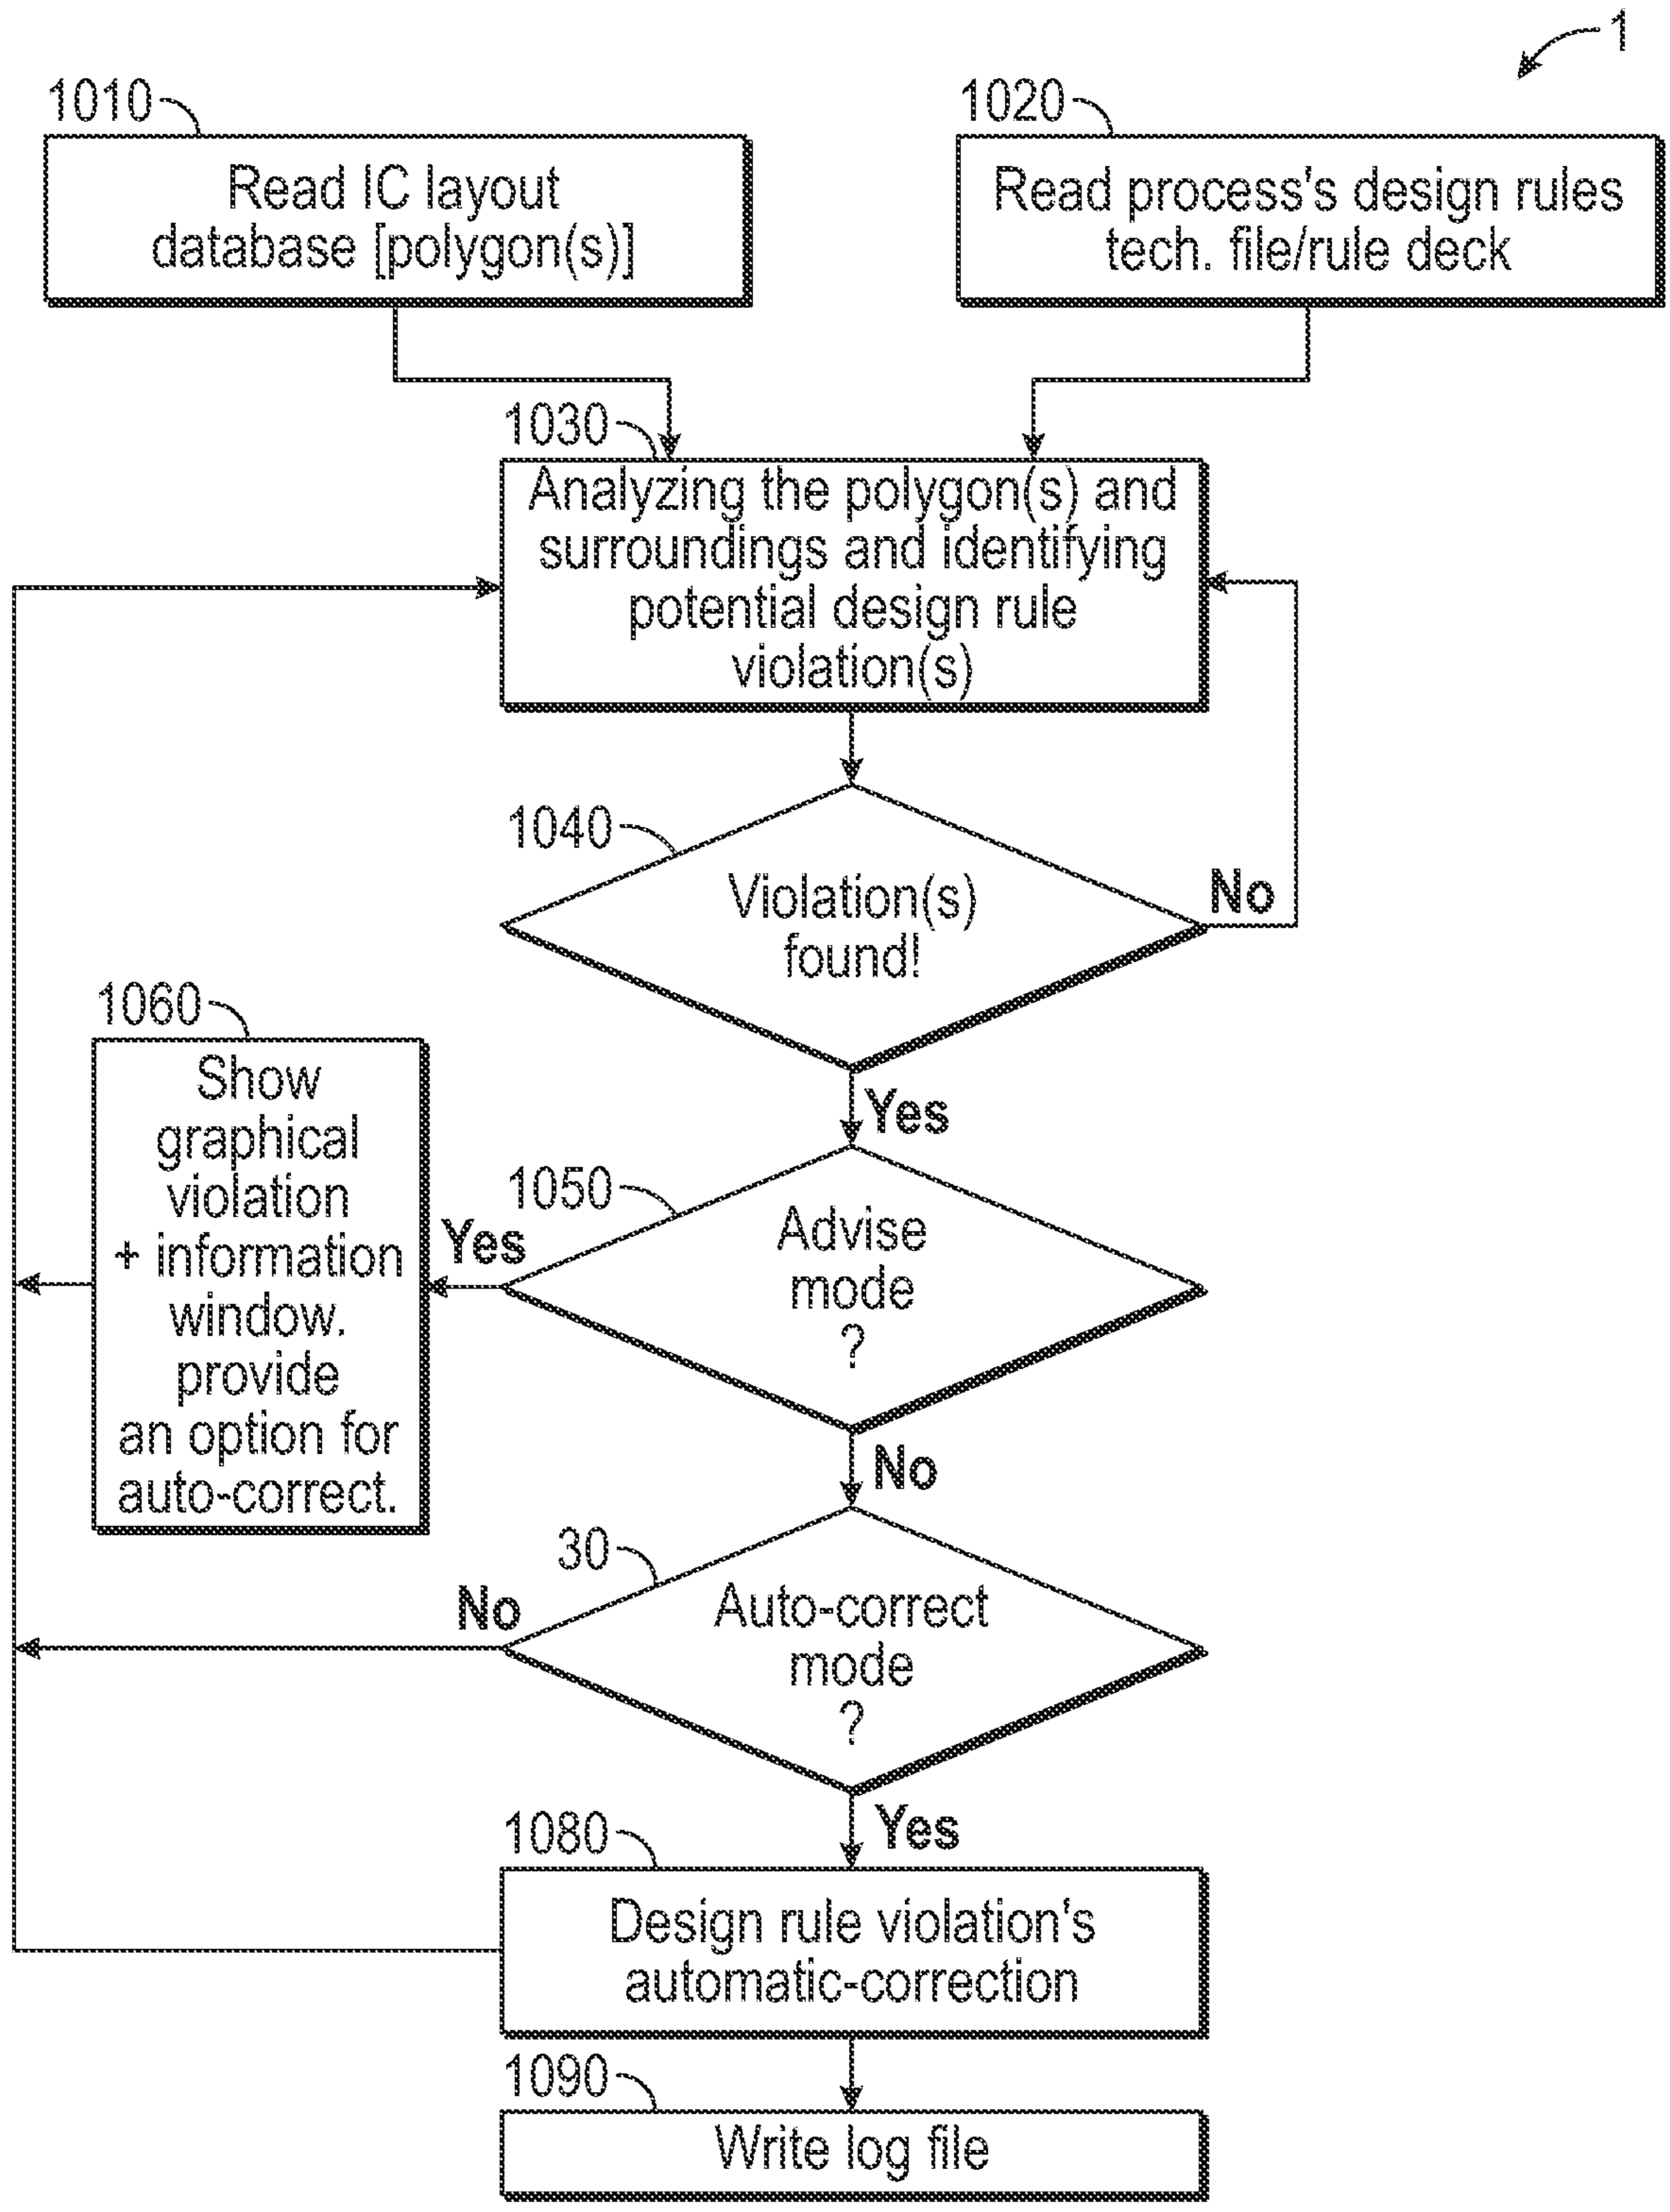 1
1010
1020
Read IC layout
database [polygon(s)]
Read process's design rules
tech. file/rule deck
1030
Analyzing the polygon(s) and
surroundings and identifying
potential design rule
violation(s)
1040
Violation(s)
found!
No
Yes
1060
Show
graphical
violation
+ information
window.
provide
an option for
auto-correct.
1050
Advise
mode
?
Yes
No
30
Auto-correct
mode
?
No
Yes
1080
Design rule violation's
automatic-correction
1090
Write log file